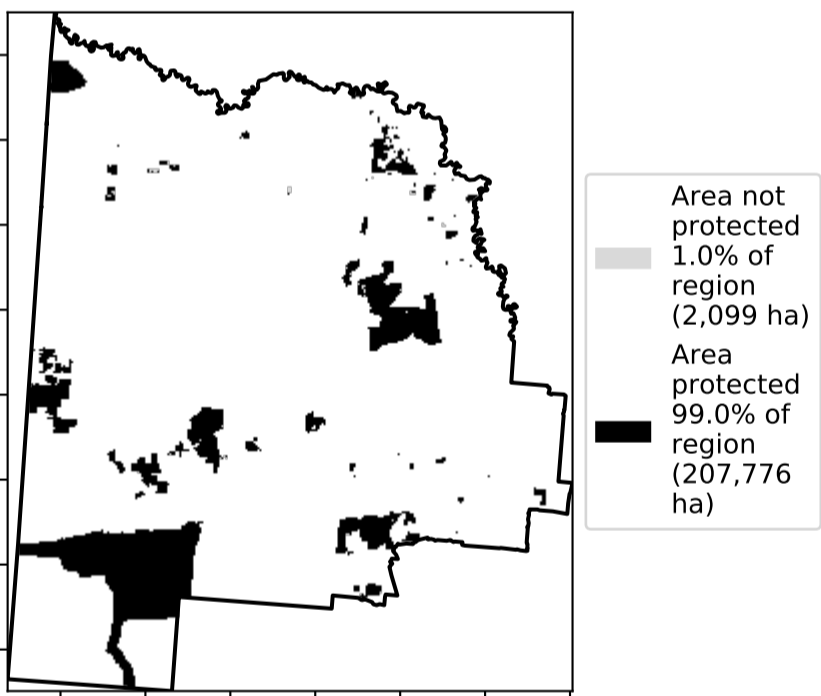 Area not
protected
1.0% of
region
(2,099 ha)
Area
protected
99.0% of
region
(207,776
ha)